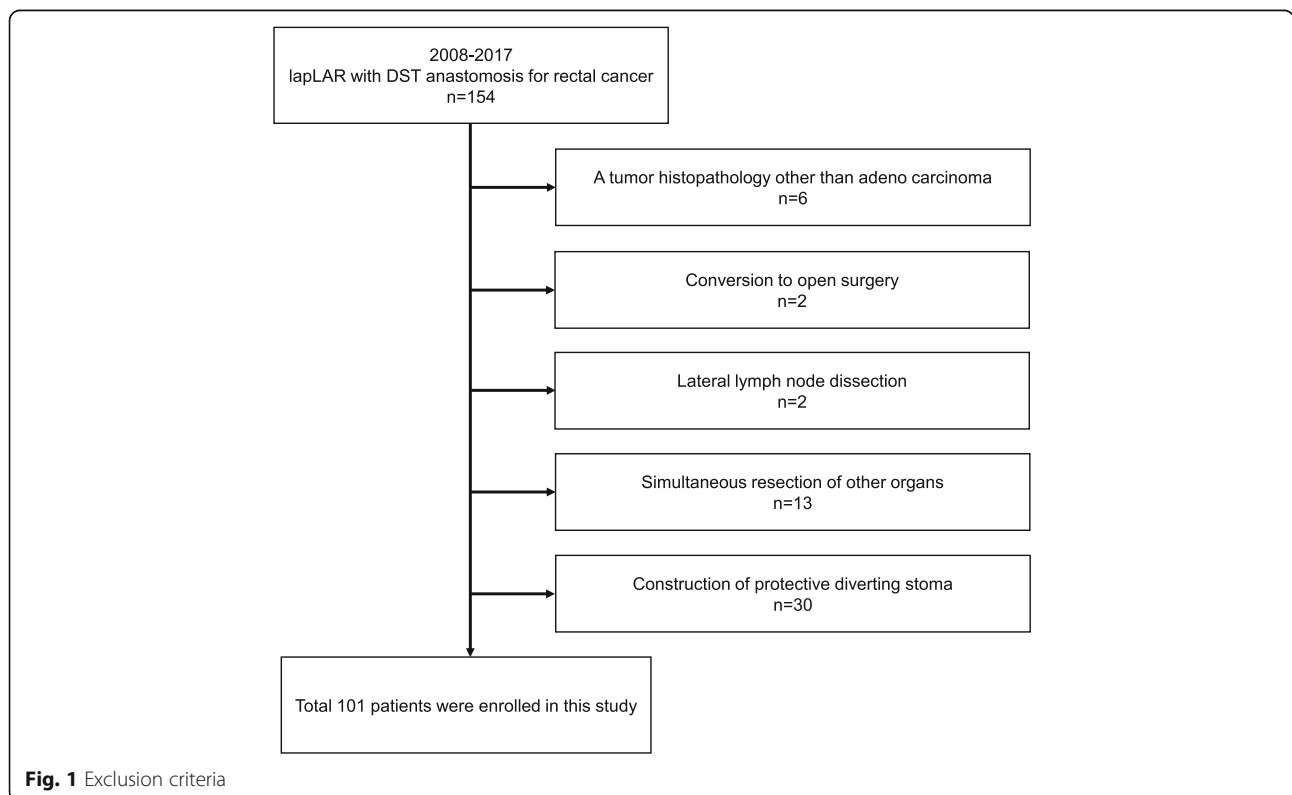 2008-2017
lapLAR with DST anastomosis for rectal cancer
n=154
A tumor histopathology other than adeno carcinoma
n=6
Conversion to open surgery
n=2
Lateral lymph node dissection
n=2
Simultaneous resection of other organs
n=13
Construction of protective diverting stoma
n=30
Total 101 patients were enrolled in this study
Fig. 1 Exclusion criteria